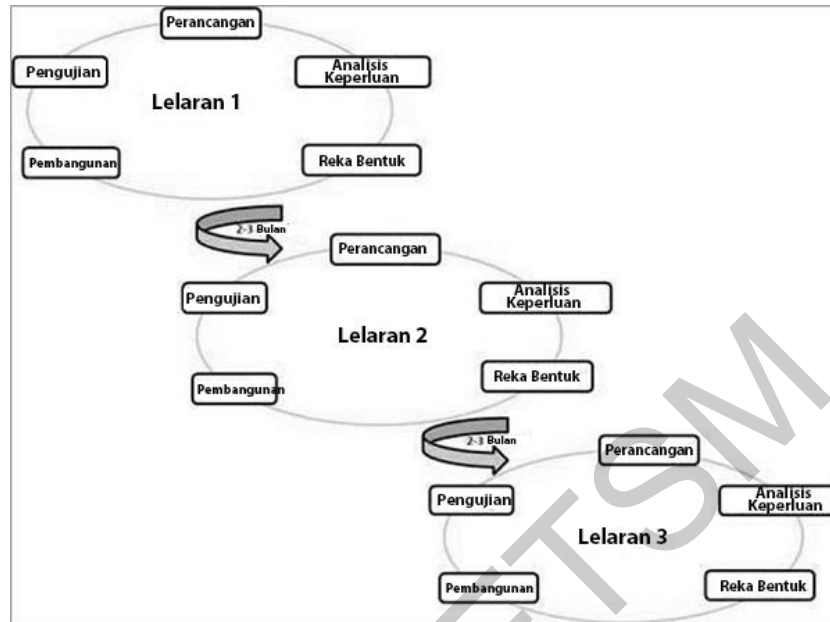 Perancangan
Pengujian
Analisis
Keperluan
Lelaran 1
Pembangunan
Reka Bentuk
2-3 Bulan
Perancangan
Pengujian
Analisis
Keperluan
Lelaran 2
Pembangunan
Reka Bentuk
2-3 Bulan
Perancangan
Pengujian
Analisis
Keperluan
Lelaran 3
Pembangunan
Reka Bentuk
FTSM